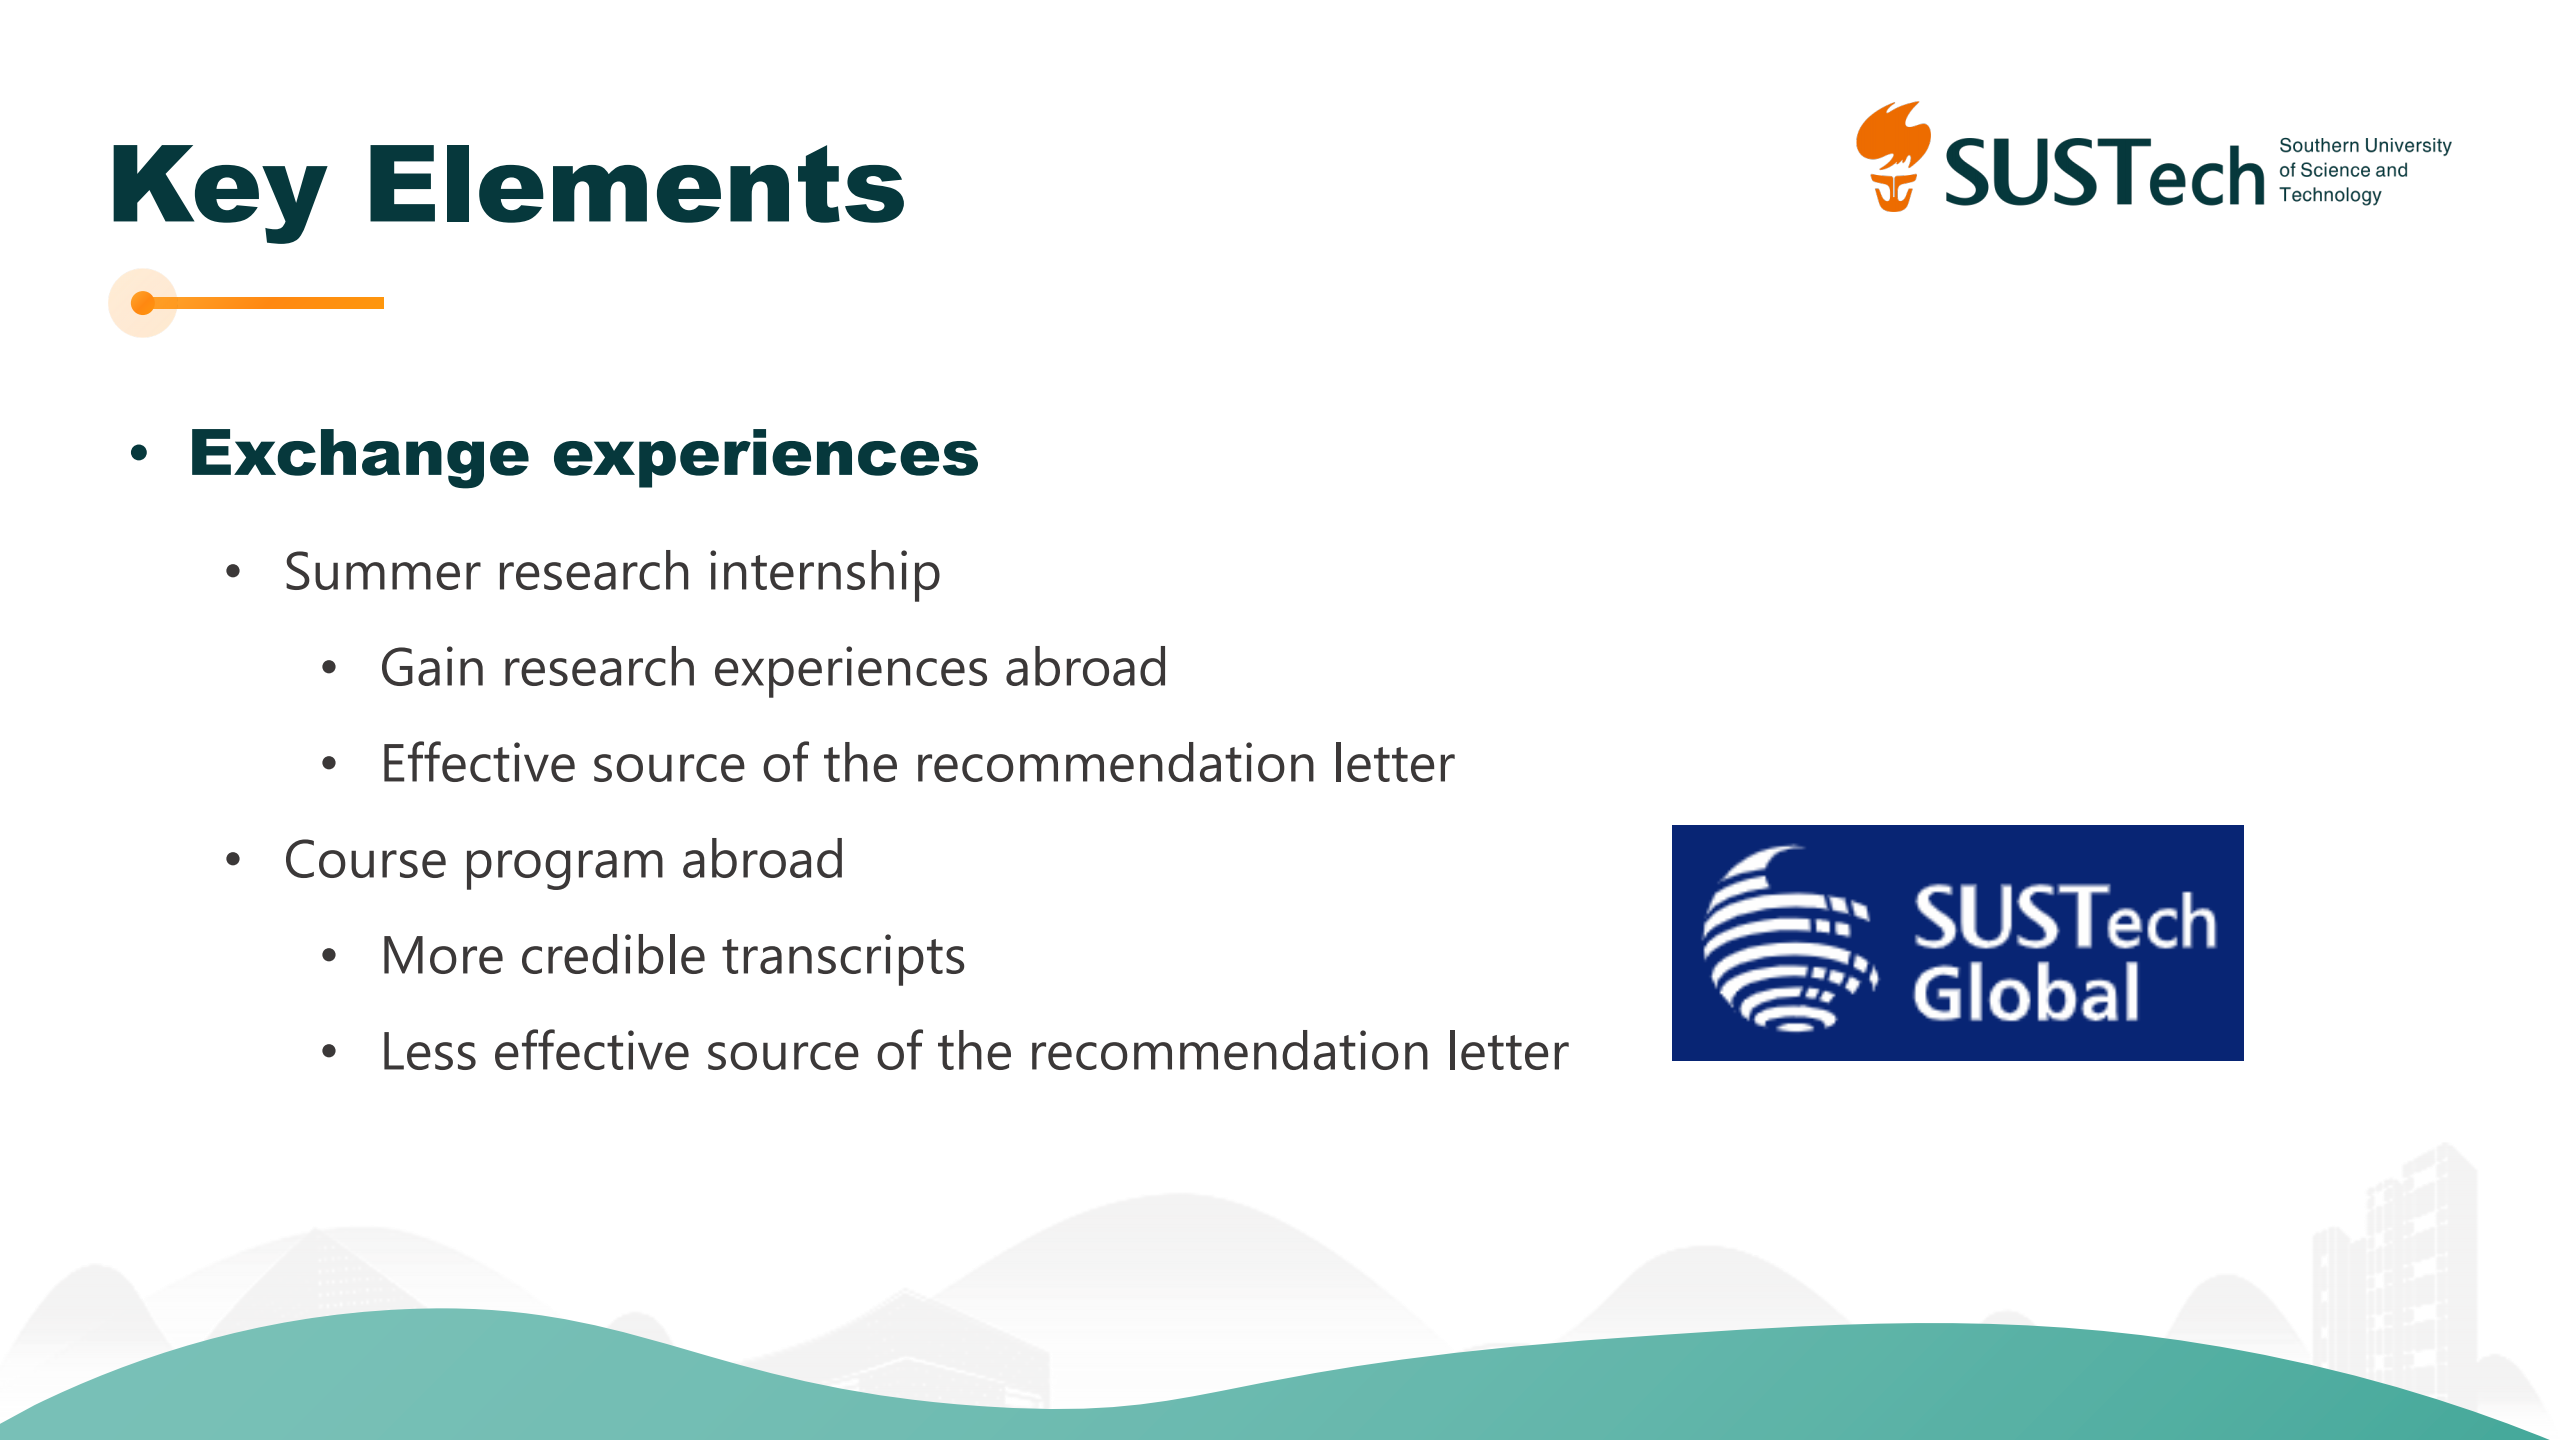 Key Elements
SUSTech
Southern University
of Science and
Technology
• Exchange experiences
• Summer research internship
• Gain research experiences abroad
• Effective source of the recommendation letter
• Course program abroad
• More credible transcripts
• Less effective source of the recommendation letter
SUSTech
Global